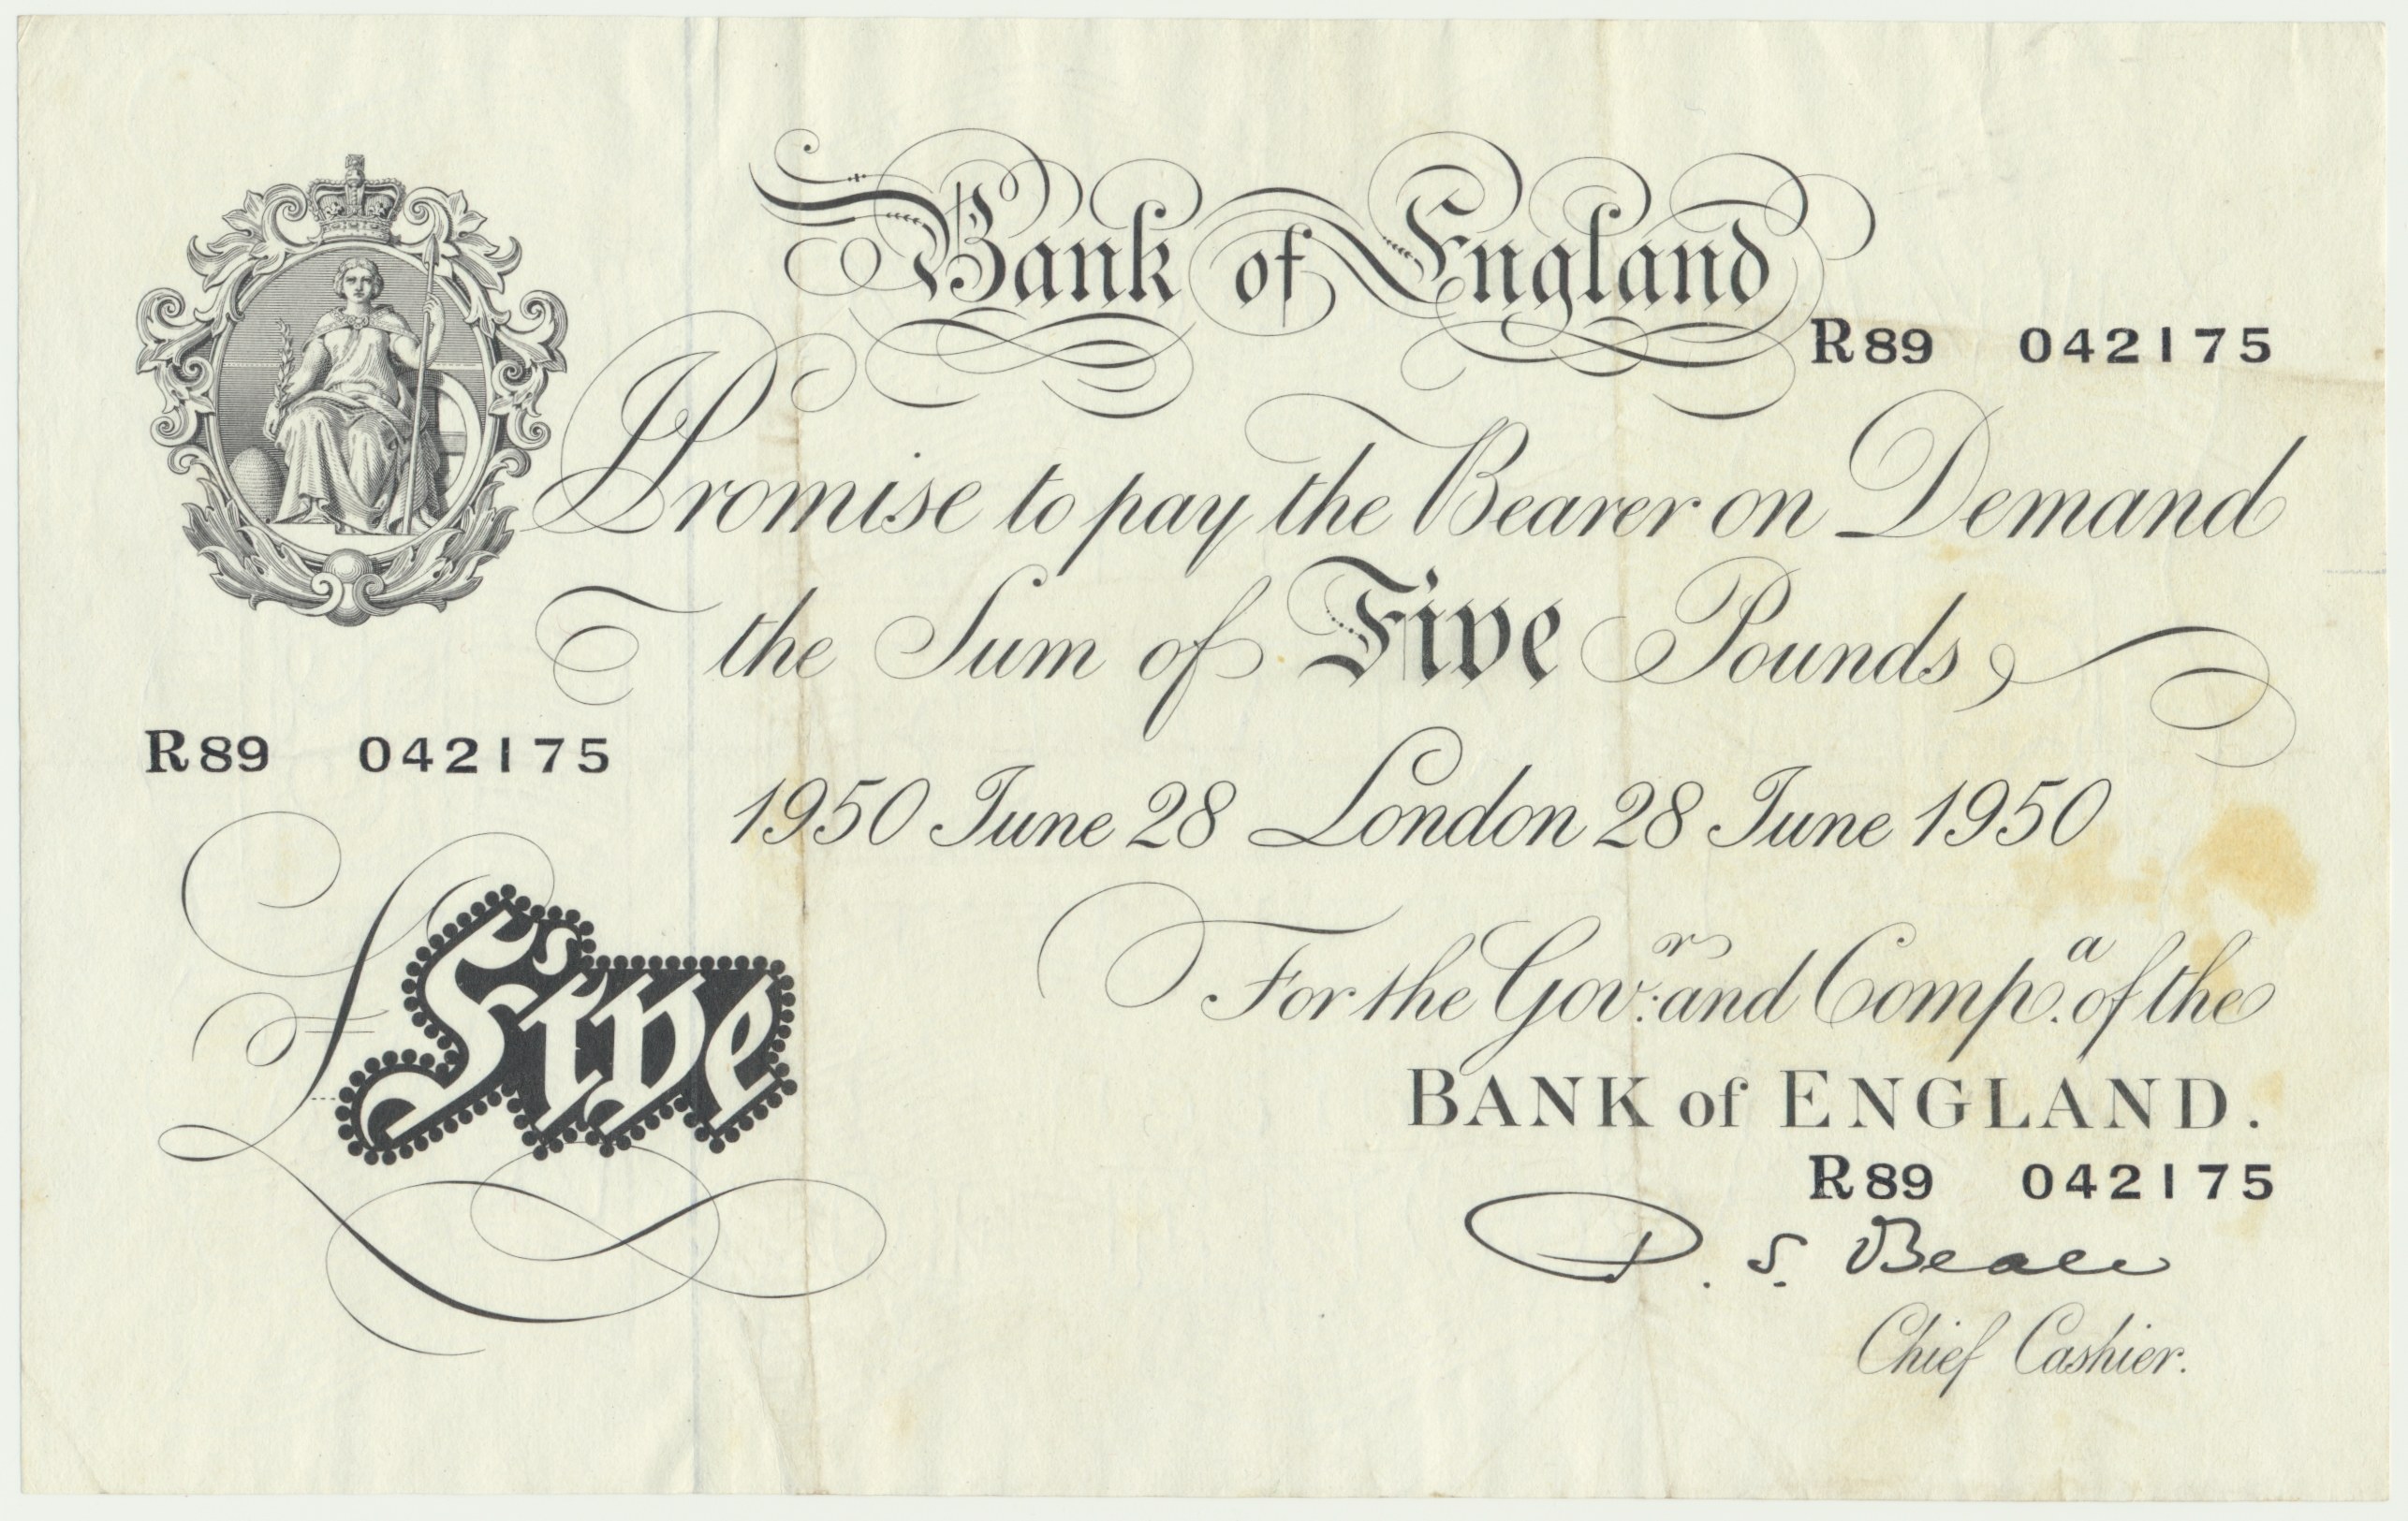 Bank of England
R89 042175
I Promise to pay the Bearer on Demand
the Sum of Five Pounds
R89 042175
1950 June 28 London 28 June 1950
£Five
For the Gov.r and Comp.a of the
BANK of ENGLAND.
R89 042175
P. S. Beale
Chief Cashier.